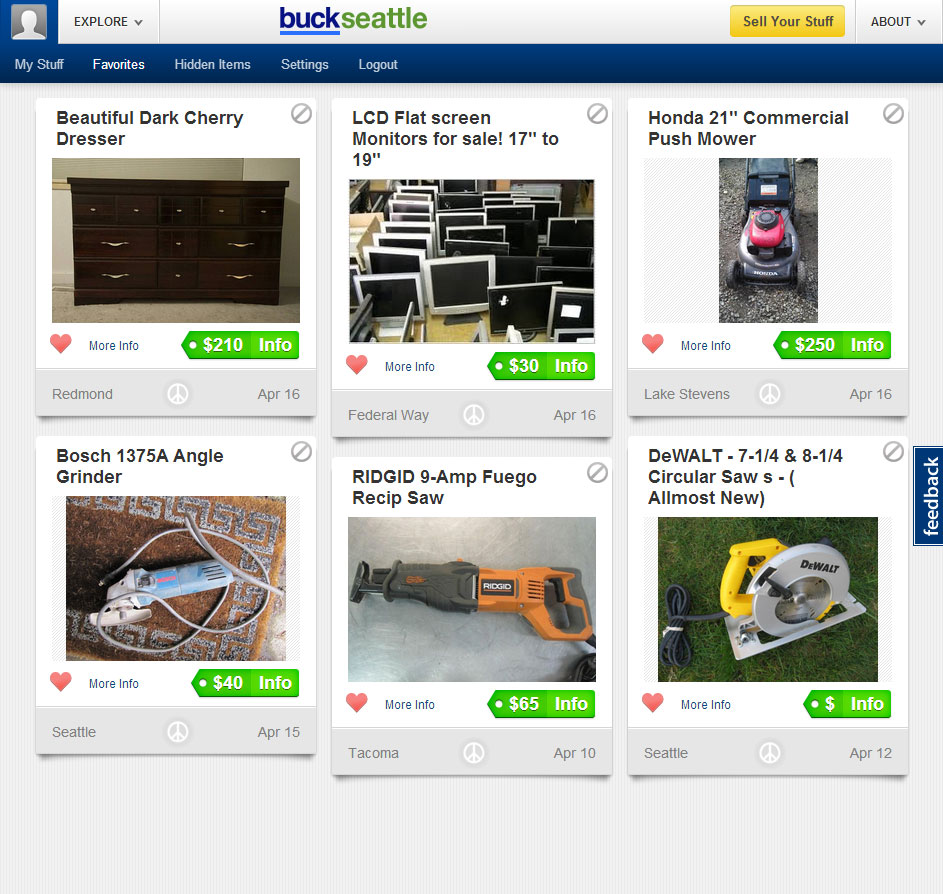 EXPLORE
buckseattle
Sell Your Stuff
ABOUT
My Stuff Favorites Hidden Items Settings Logout
Beautiful Dark Cherry
Dresser
More Info
$210 Info
Redmond
Apr 16
LCD Flat screen
Monitors for sale! 17" to
19"
More Info
$30 Info
Federal Way
Apr 16
Honda 21" Commercial
Push Mower
HONDA
More Info
$250 Info
Lake Stevens
Apr 16
Bosch 1375A Angle
Grinder
More Info
$40 Info
Seattle
Apr 15
RIDGID 9-Amp Fuego
Recip Saw
RIDGID
More Info
$65 Info
Tacoma
Apr 10
DeWALT - 7-1/4 & 8-1/4
Circular Saw s - (
Allmost New)
DEWALT
More Info
$ Info
Seattle
Apr 12
feedback